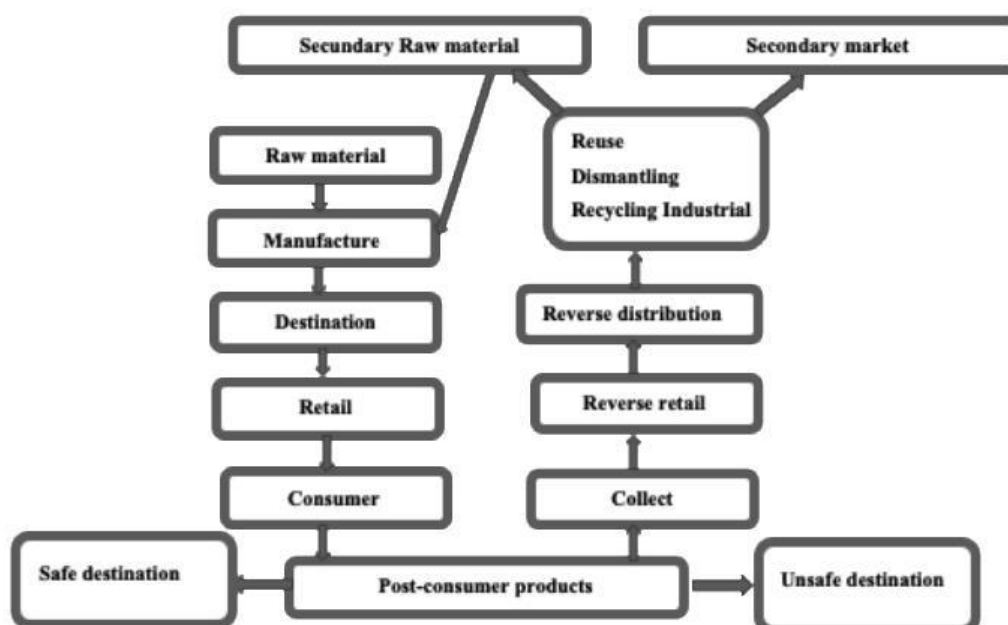 Secundary Raw material
Secondary market
Raw material
Reuse
Dismantling
Recycling Industrial
Manufacture
Destination
Reverse distribution
Retail
Reverse retail
Consumer
Collect
Safe destination
Post-consumer products
Unsafe destination